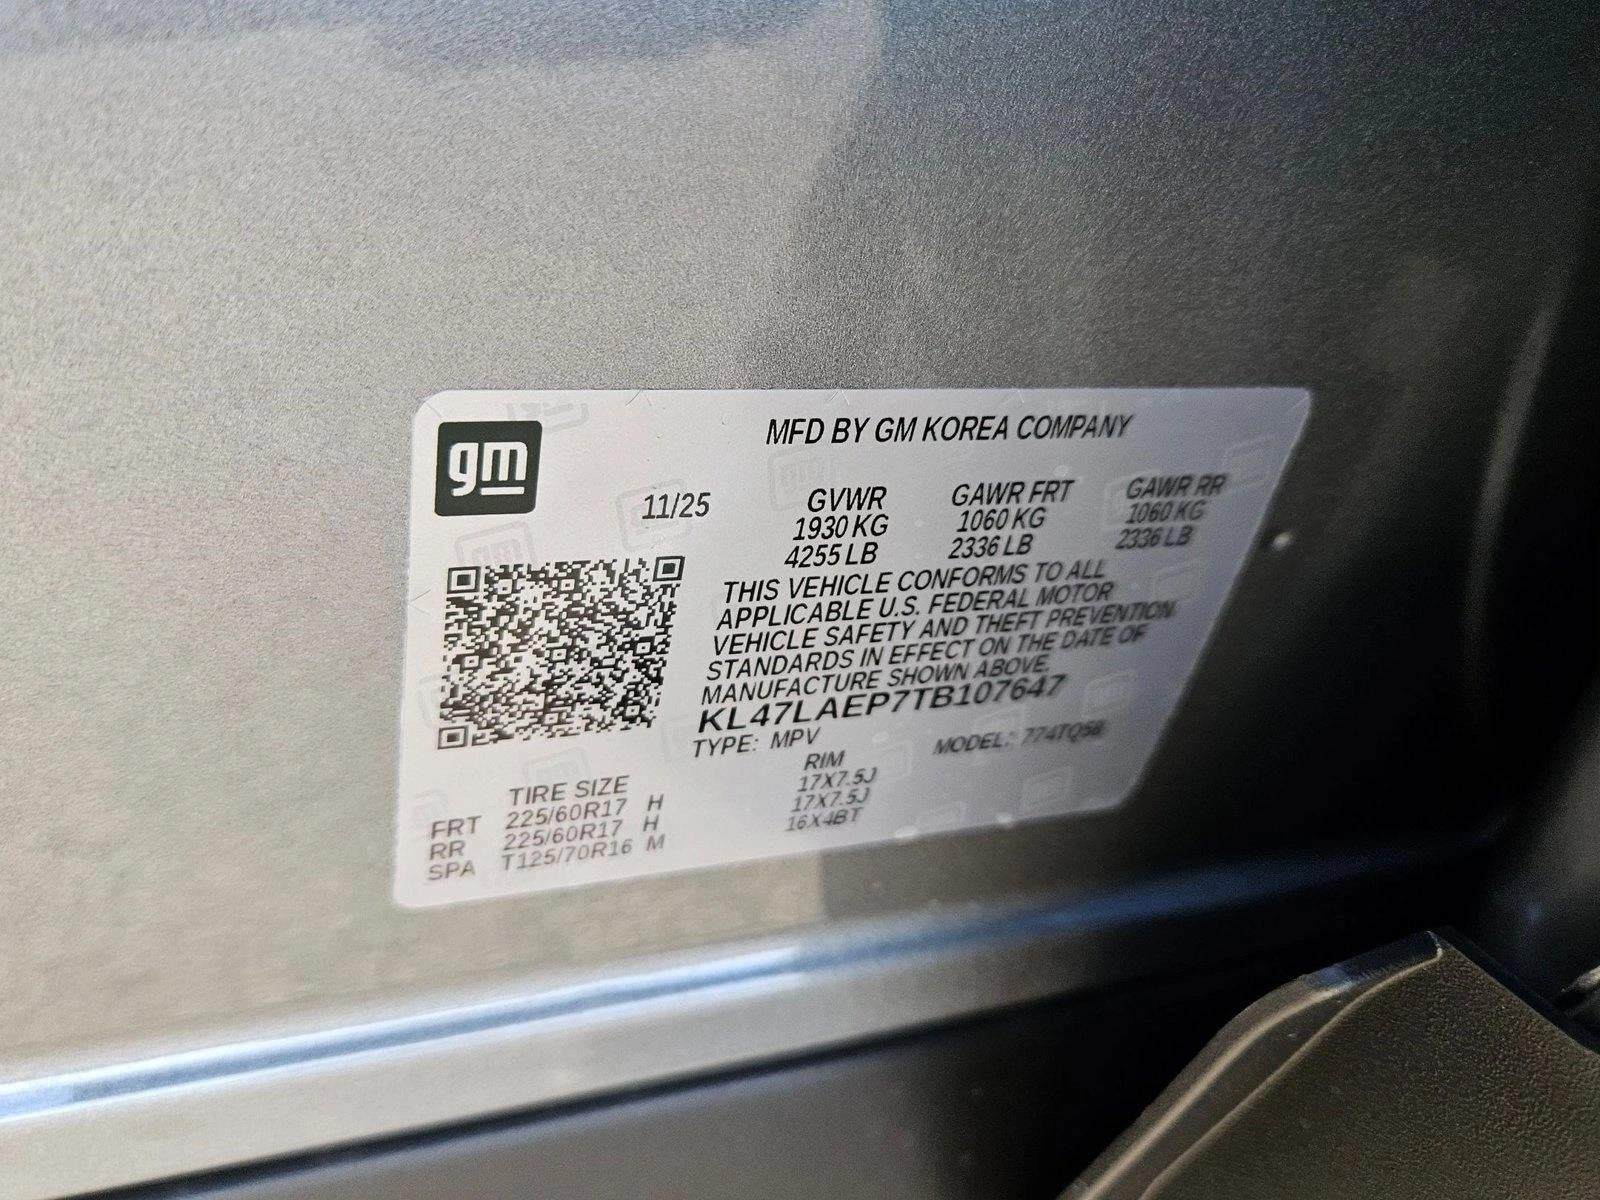 gm
MFD BY GM KOREA COMPANY
11/25
GVWR GAWR FRT GAWR RR
1930 KG 1060 KG 1060 KG
4255 LB 2336 LB 2336 LB
THIS VEHICLE CONFORMS TO ALL
APPLICABLE U.S. FEDERAL MOTOR
VEHICLE SAFETY AND THEFT PREVENTION
STANDARDS IN EFFECT ON THE DATE OF
MANUFACTURE SHOWN ABOVE.
KL47LAEP7TB107647
TYPE: MPV MODEL: 774TQ58
TIRE SIZE RIM
FRT 225/60R17 H 17X7.5J
RR 225/60R17 H 17X7.5J
SPA T125/70R16 M 16X4BT